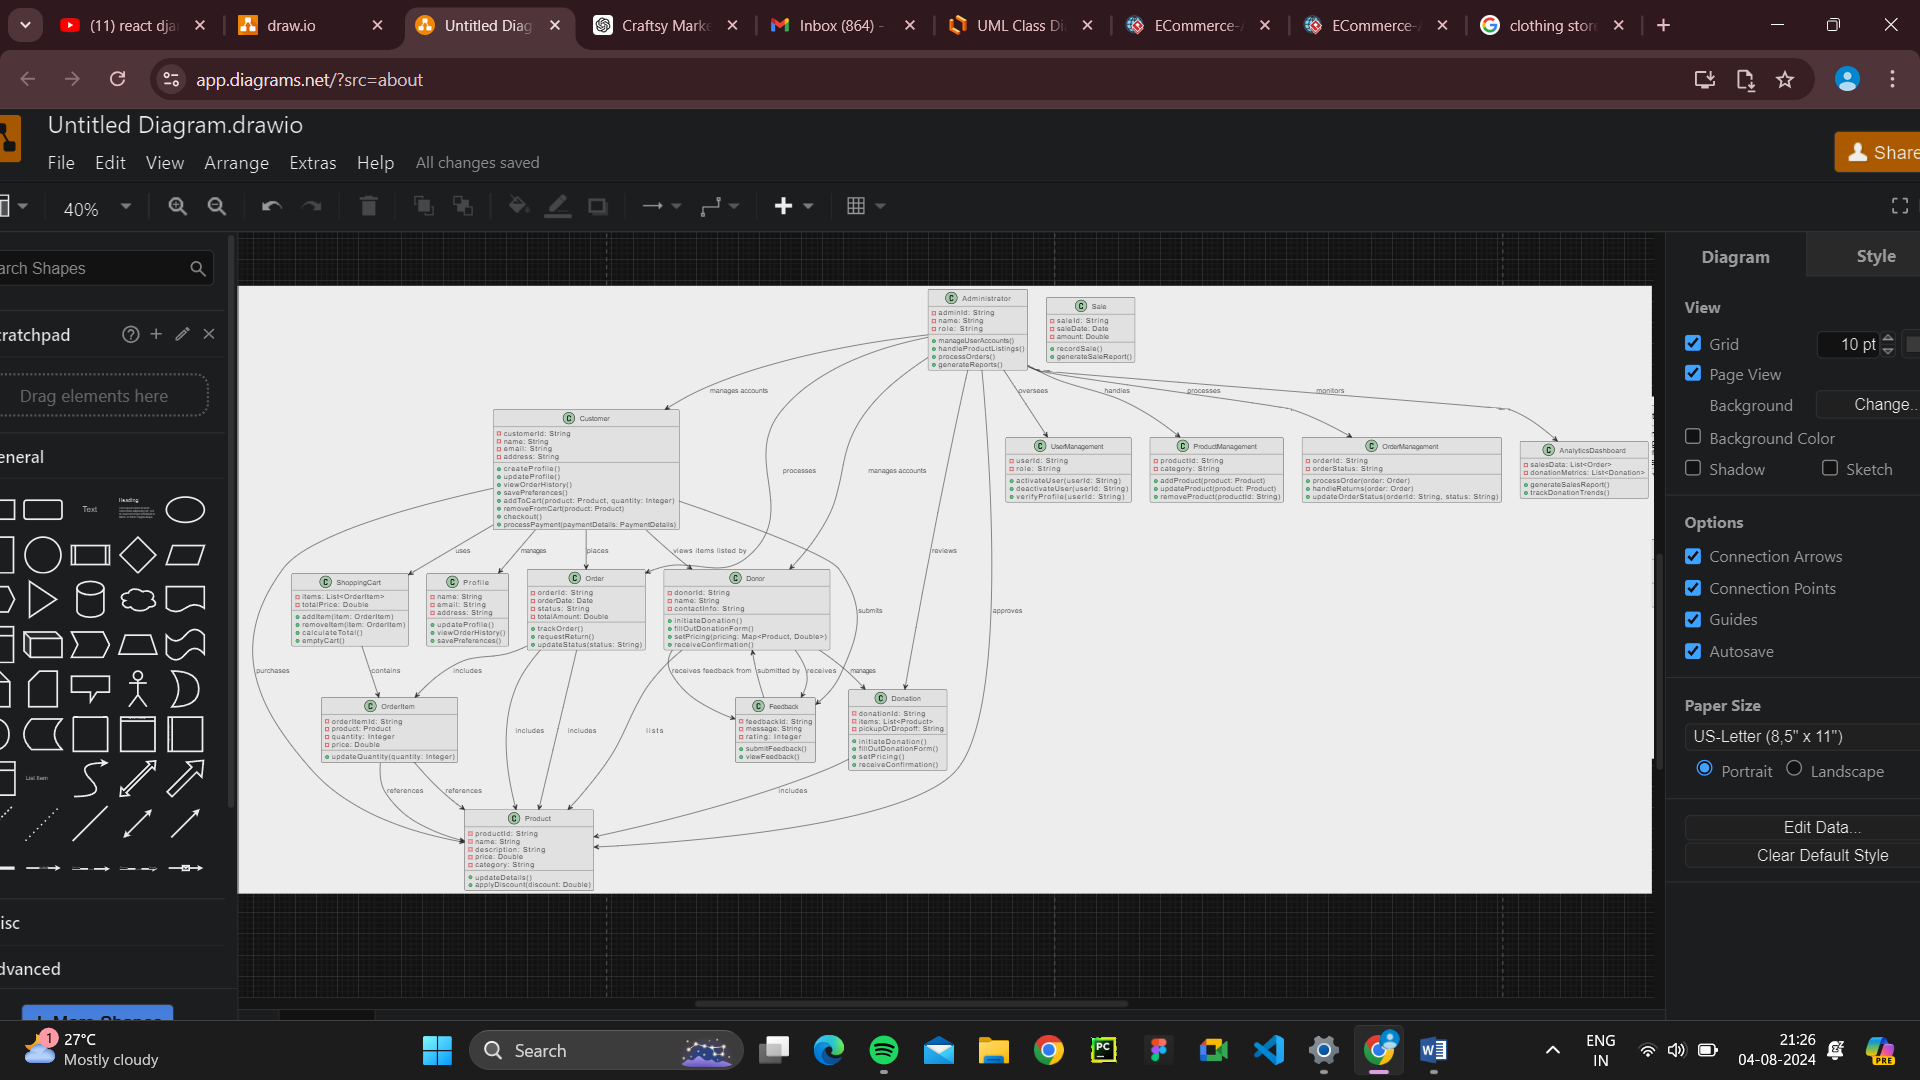 (11) react dja
draw.io
Untitled Diag
Craftsy Marke
Inbox (864) -
UML Class Di
ECommerce-
ECommerce-
clothing stor
app.diagrams.net/?src=about
Untitled Diagram.drawio
File Edit View Arrange Extras Help All changes saved
Share
40%
arch Shapes
cratchpad
Drag elements here
eneral
Text
Heading
List Item
isc
dvanced
+ More Shapes
Administrator
adminId: String
name: String
role: String
manageUserAccounts()
handleProductListings()
processOrders()
generateReports()
Sale
saleId: String
saleDate: Date
amount: Double
recordSale()
generateSaleReport()
manages accounts
processes
manages accounts
oversees
handles
processes
monitors
reviews
approves
Customer
customerId: String
name: String
email: String
address: String
createProfile()
updateProfile()
viewOrderHistory()
savePreferences()
addToCart(product: Product, quantity: Integer)
removeFromCart(product: Product)
checkout()
processPayment(paymentDetails: PaymentDetails)
UserManagement
userId: String
role: String
activateUser(userId: String)
deactivateUser(userId: String)
verifyProfile(userId: String)
ProductManagement
productId: String
category: String
addProduct(product: Product)
updateProduct(product: Product)
removeProduct(productId: String)
OrderManagement
orderId: String
orderStatus: String
processOrder(order: Order)
handleReturns(order: Order)
updateOrderStatus(orderId: String, status: String)
AnalyticsDashboard
salesData: List<Order>
donationMetrics: List<Donation>
generateSalesReport()
trackDonationTrends()
uses
manages
places
views items listed by
submits
purchases
ShoppingCart
items: List<OrderItem>
totalPrice: Double
addItem(item: OrderItem)
removeItem(item: OrderItem)
calculateTotal()
emptyCart()
Profile
name: String
email: String
address: String
updateProfile()
viewOrderHistory()
savePreferences()
Order
orderId: String
orderDate: Date
status: String
totalAmount: Double
trackOrder()
requestReturn()
updateStatus(status: String)
Donor
donorId: String
name: String
contactInfo: String
initiateDonation()
fillOutDonationForm()
setPricing(pricing: Map<Product, Double>)
receiveConfirmation()
contains
includes
receives feedback from
submitted by
receives
manages
OrderItem
orderItemId: String
product: Product
quantity: Integer
price: Double
updateQuantity(quantity: Integer)
includes
includes
lists
Feedback
feedbackId: String
message: String
rating: Integer
submitFeedback()
viewFeedback()
Donation
donationId: String
items: List<Product>
pickupOrDropoff: String
initiateDonation()
fillOutDonationForm()
setPricing()
receiveConfirmation()
references
references
includes
Product
productId: String
name: String
description: String
price: Double
category: String
updateDetails()
applyDiscount(discount: Double)
Diagram
Style
View
Grid
10 pt
Page View
Background
Change..
Background Color
Shadow
Sketch
Options
Connection Arrows
Connection Points
Guides
Autosave
Paper Size
US-Letter (8,5" x 11")
Portrait
Landscape
Edit Data...
Clear Default Style
1
27°C
Mostly cloudy
Search
PC
PRE
ENG
IN
21:26
04-08-2024